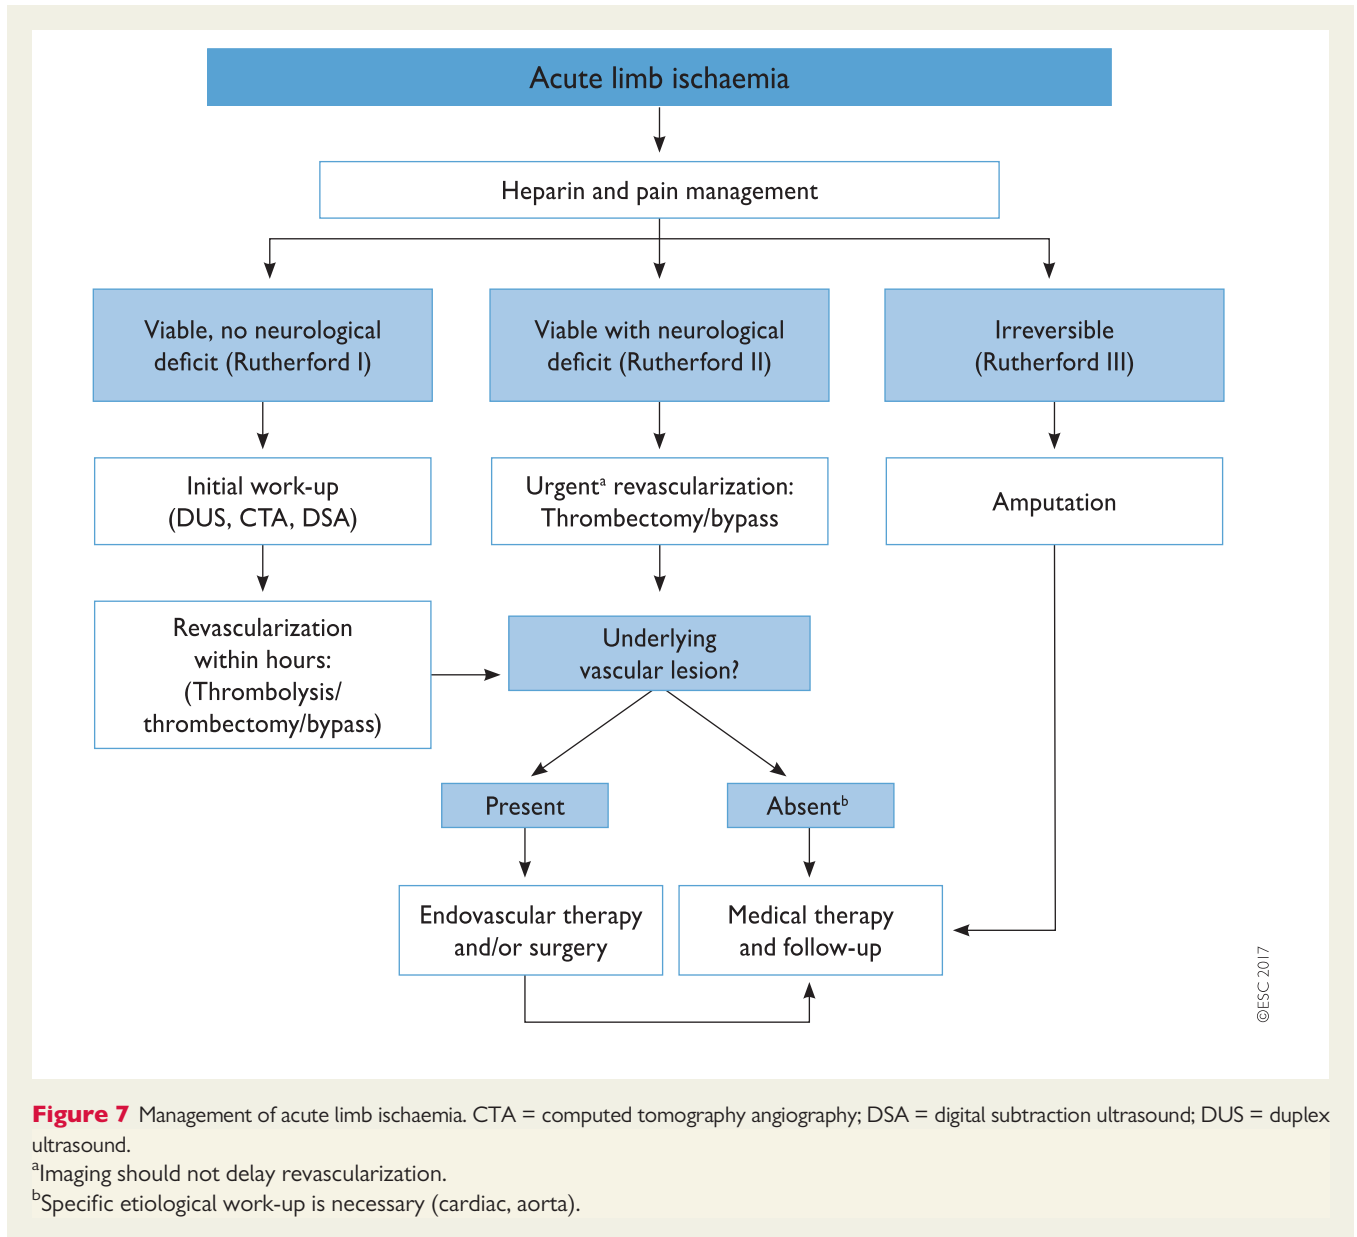 Acute limb ischaemia
Heparin and pain management
Viable, no neurological
deficit (Rutherford I)
Viable with neurological
deficit (Rutherford II)
Irreversible
(Rutherford III)
Initial work-up
(DUS, CTA, DSA)
Urgentᵃ revascularization:
Thrombectomy/bypass
Amputation
Revascularization
within hours:
(Thrombolysis/
thrombectomy/bypass)
Underlying
vascular lesion?
Present
Absentᵇ
Endovascular therapy
and/or surgery
Medical therapy
and follow-up
©ESC 2017
Figure 7 Management of acute limb ischaemia. CTA = computed tomography angiography; DSA = digital subtraction ultrasound; DUS = duplex
ultrasound.
ᵃImaging should not delay revascularization.
ᵇSpecific etiological work-up is necessary (cardiac, aorta).